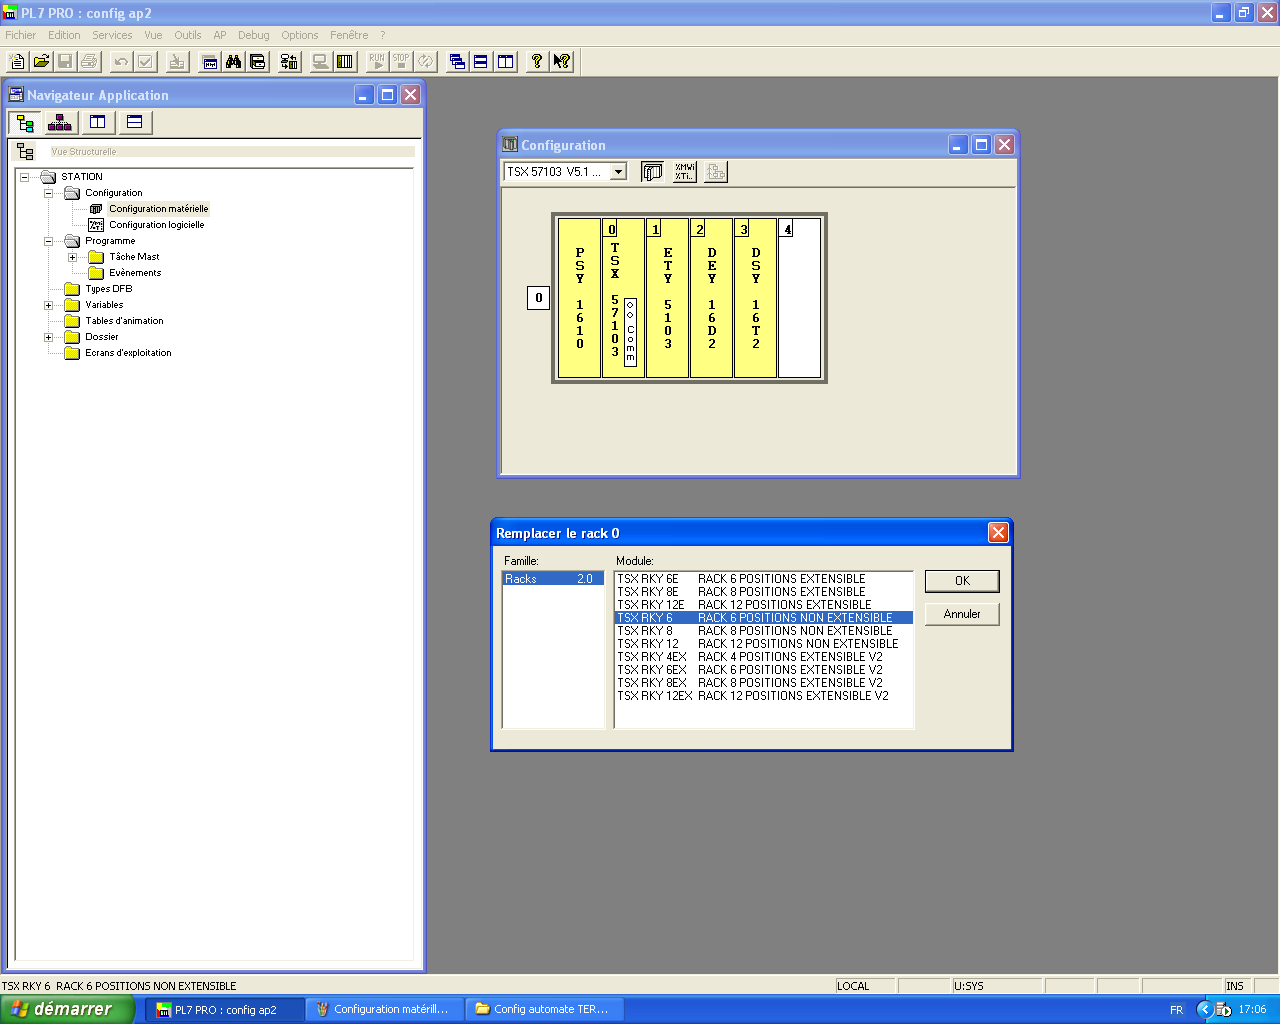 PL7 PRO : config ap2
Fichier Edition Services Vue Outils AP Debug Options Fenêtre ?
RUN STOP
Navigateur Application
Vue Structurelle
STATION
Configuration
Configuration matérielle
Configuration logicielle
Programme
Tâche Mast
Evènements
Types DFB
Variables
Tables d'animation
Dossier
Ecrans d'exploitation
Configuration
TSX 57103 V5.1 ...
%MWi
%Ti..
0
PSY 1610
0 TSX 57103
Comm
1 ETY 5103
2 DEY 16D2
3 DSY 16T2
4
Remplacer le rack 0
Famille:
Racks 2.0
Module:
TSX RKY 6E RACK 6 POSITIONS EXTENSIBLE
TSX RKY 8E RACK 8 POSITIONS EXTENSIBLE
TSX RKY 12E RACK 12 POSITIONS EXTENSIBLE
TSX RKY 6 RACK 6 POSITIONS NON EXTENSIBLE
TSX RKY 8 RACK 8 POSITIONS NON EXTENSIBLE
TSX RKY 12 RACK 12 POSITIONS NON EXTENSIBLE
TSX RKY 4EX RACK 4 POSITIONS EXTENSIBLE V2
TSX RKY 6EX RACK 6 POSITIONS EXTENSIBLE V2
TSX RKY 8EX RACK 8 POSITIONS EXTENSIBLE V2
TSX RKY 12EX RACK 12 POSITIONS EXTENSIBLE V2
OK
Annuler
TSX RKY 6 RACK 6 POSITIONS NON EXTENSIBLE
LOCAL
U:SYS
INS
démarrer
PL7 PRO : config ap2
Configuration matérill...
Config automate TER...
FR
17:06